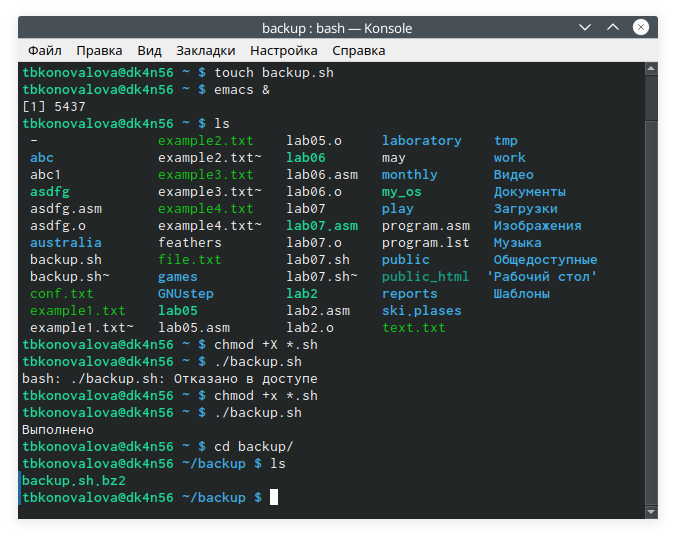 backup : bash — Konsole
Файл Правка Вид Закладки Настройка Справка
tbkonovalova@dk4n56 ~ $ touch backup.sh
tbkonovalova@dk4n56 ~ $ emacs &
[1] 5437
tbkonovalova@dk4n56 ~ $ ls
- example2.txt lab05.o laboratory tmp
abc example2.txt~ lab06 may work
abc1 example3.txt lab06.asm monthly Видео
asdfg example3.txt~ lab06.o my_os Документы
asdfg.asm example4.txt lab07 play Загрузки
asdfg.o example4.txt~ lab07.asm program.asm Изображения
australia feathers lab07.o program.lst Музыка
backup.sh file.txt lab07.sh public Общедоступные
backup.sh~ games lab07.sh~ public_html 'Рабочий стол'
conf.txt GNUstep lab2 reports Шаблоны
example1.txt lab05 lab2.asm ski.plases
example1.txt~ lab05.asm lab2.o text.txt
tbkonovalova@dk4n56 ~ $ chmod +X *.sh
tbkonovalova@dk4n56 ~ $ ./backup.sh
bash: ./backup.sh: Отказано в доступе
tbkonovalova@dk4n56 ~ $ chmod +x *.sh
tbkonovalova@dk4n56 ~ $ ./backup.sh
Выполнено
tbkonovalova@dk4n56 ~ $ cd backup/
tbkonovalova@dk4n56 ~/backup $ ls
backup.sh.bz2
tbkonovalova@dk4n56 ~/backup $